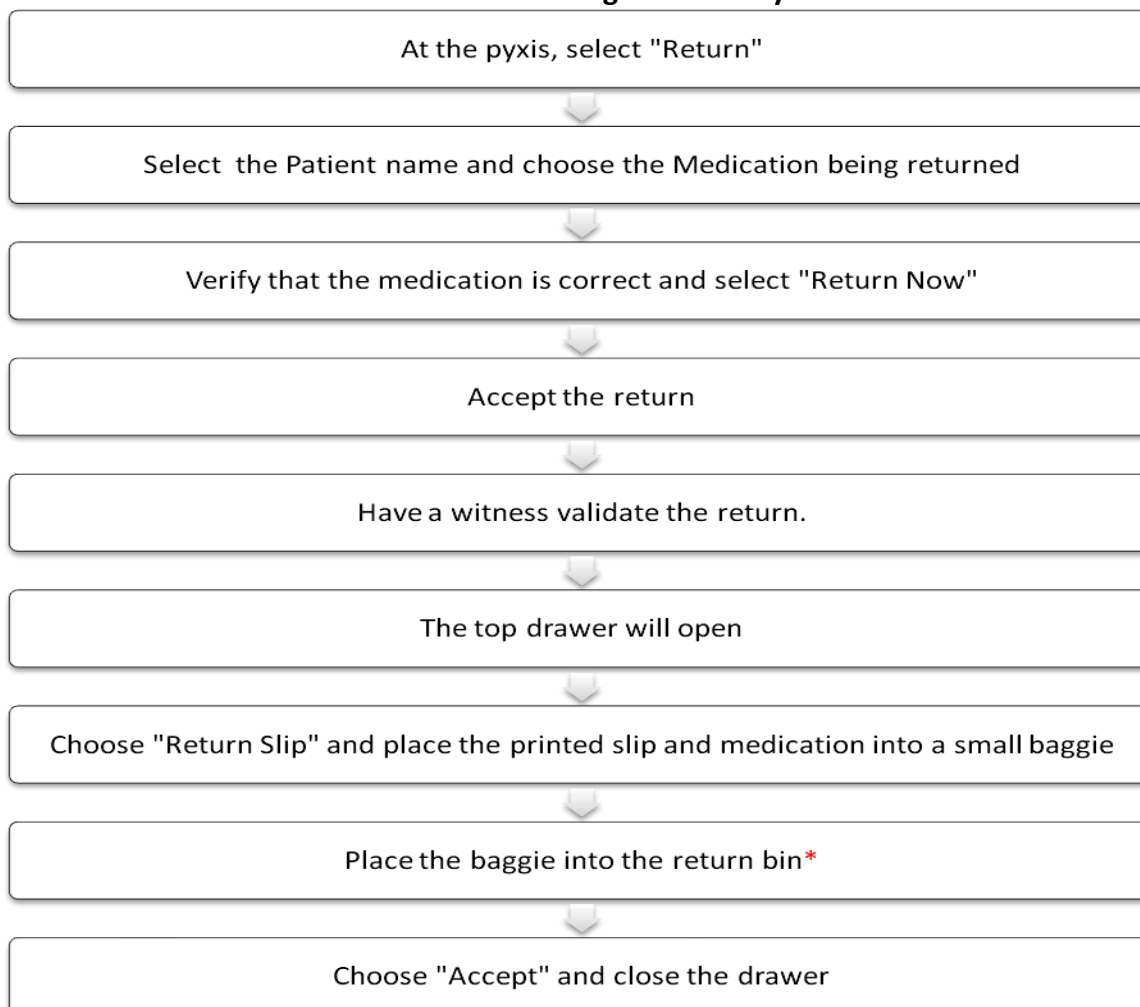 At the pyxis, select "Return"
Select the Patient name and choose the Medication being returned
Verify that the medication is correct and select "Return Now"
Accept the return
Have a witness validate the return.
The top drawer will open
Choose "Return Slip" and place the printed slip and medication into a small baggie
Place the baggie into the return bin*
Choose "Accept" and close the drawer